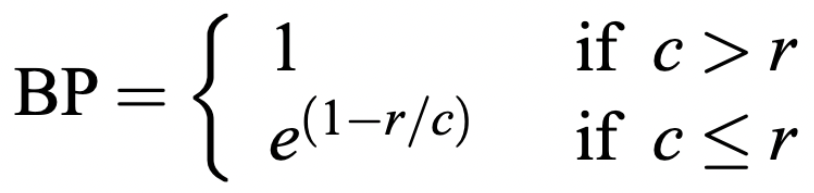 BP = { 1 if c > r
e^(1−r/c) if c ≤ r